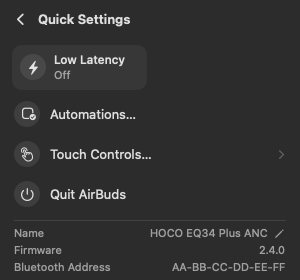 Quick Settings
Low Latency
Off
Automations...
Touch Controls...
Quit AirBuds
Name HOCO EQ34 Plus ANC
Firmware 2.4.0
Bluetooth Address AA-BB-CC-DD-EE-FF